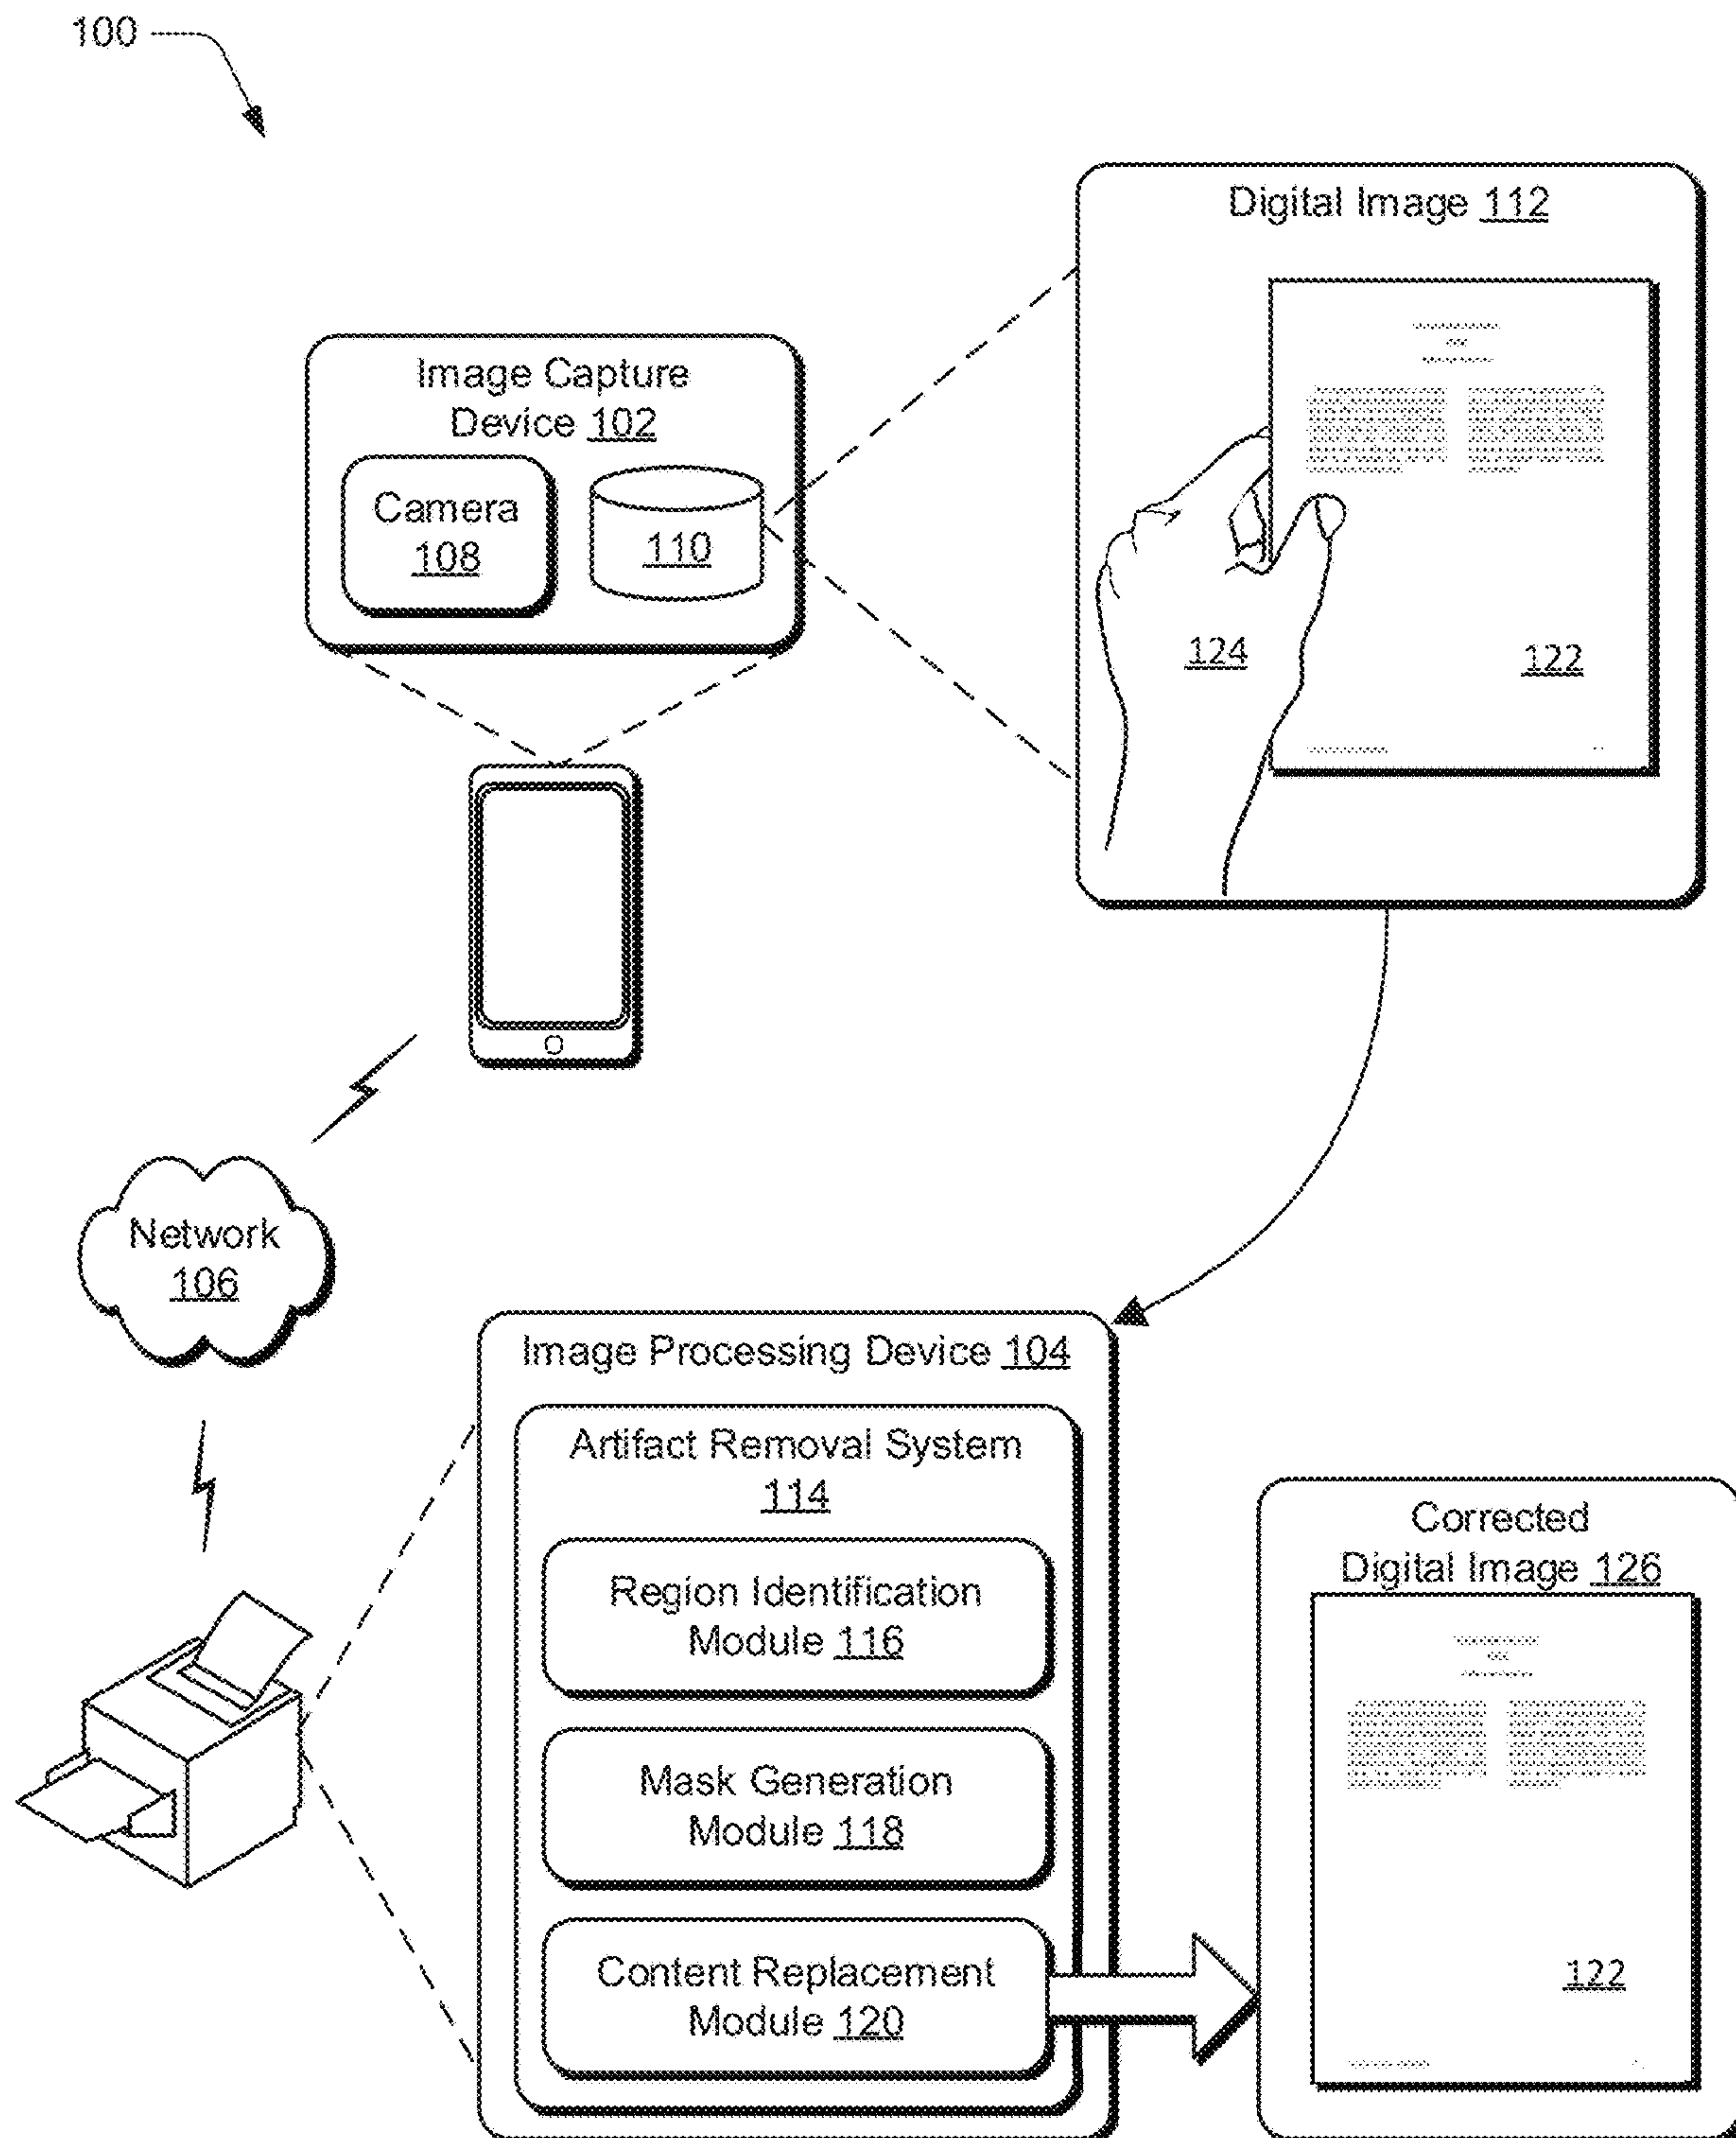 100
Digital Image 112
Image Capture
Device 102
Camera
108
110
124
122
Network
106
Image Processing Device 104
Artifact Removal System
114
Region Identification
Module 116
Mask Generation
Module 118
Content Replacement
Module 120
Corrected
Digital Image 126
122